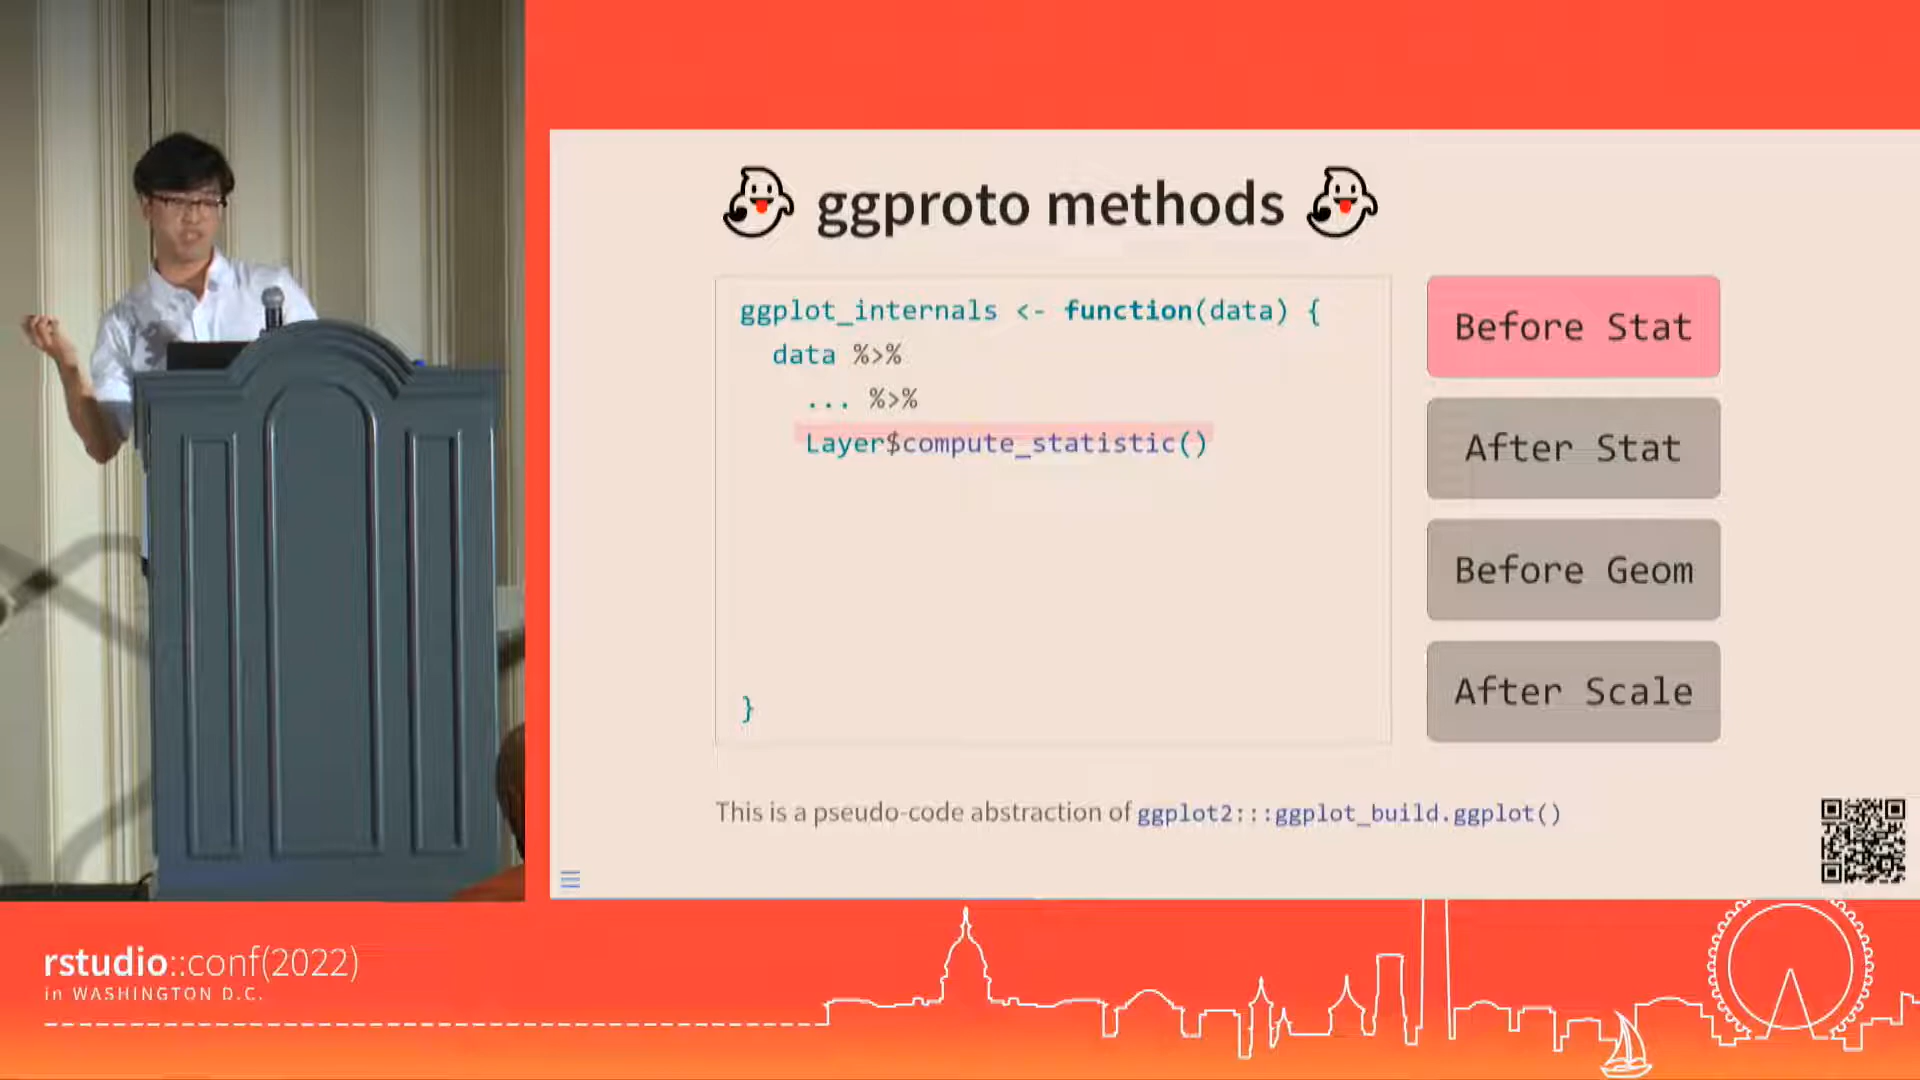 ggproto methods
ggplot_internals <- function(data) {
data %>%
... %>%
Layer$compute_statistic()
}
Before Stat
After Stat
Before Geom
After Scale
This is a pseudo-code abstraction of ggplot2:::ggplot_build.ggplot()
rstudio::conf(2022)
in WASHINGTON D.C.